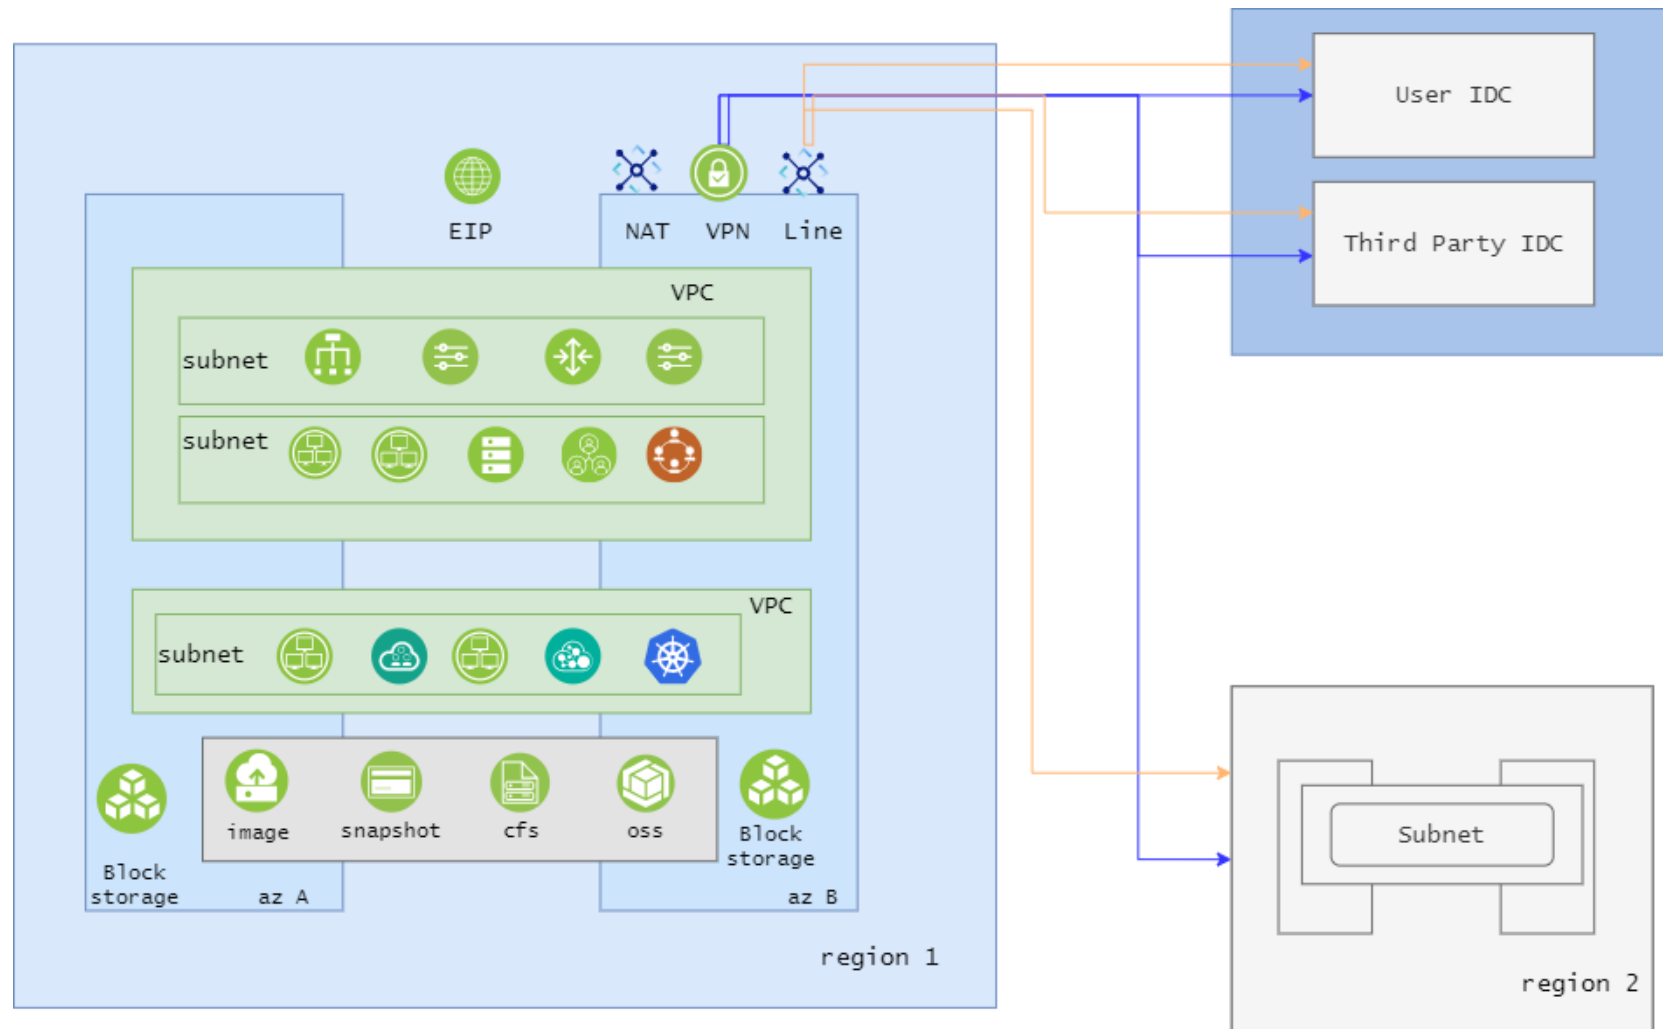 User IDC
EIP
NAT
VPN
Line
Third Party IDC
VPC
subnet
subnet
VPC
subnet
image
snapshot
cfs
oss
Block
storage
Block
storage
az A
az B
region 1
Subnet
region 2